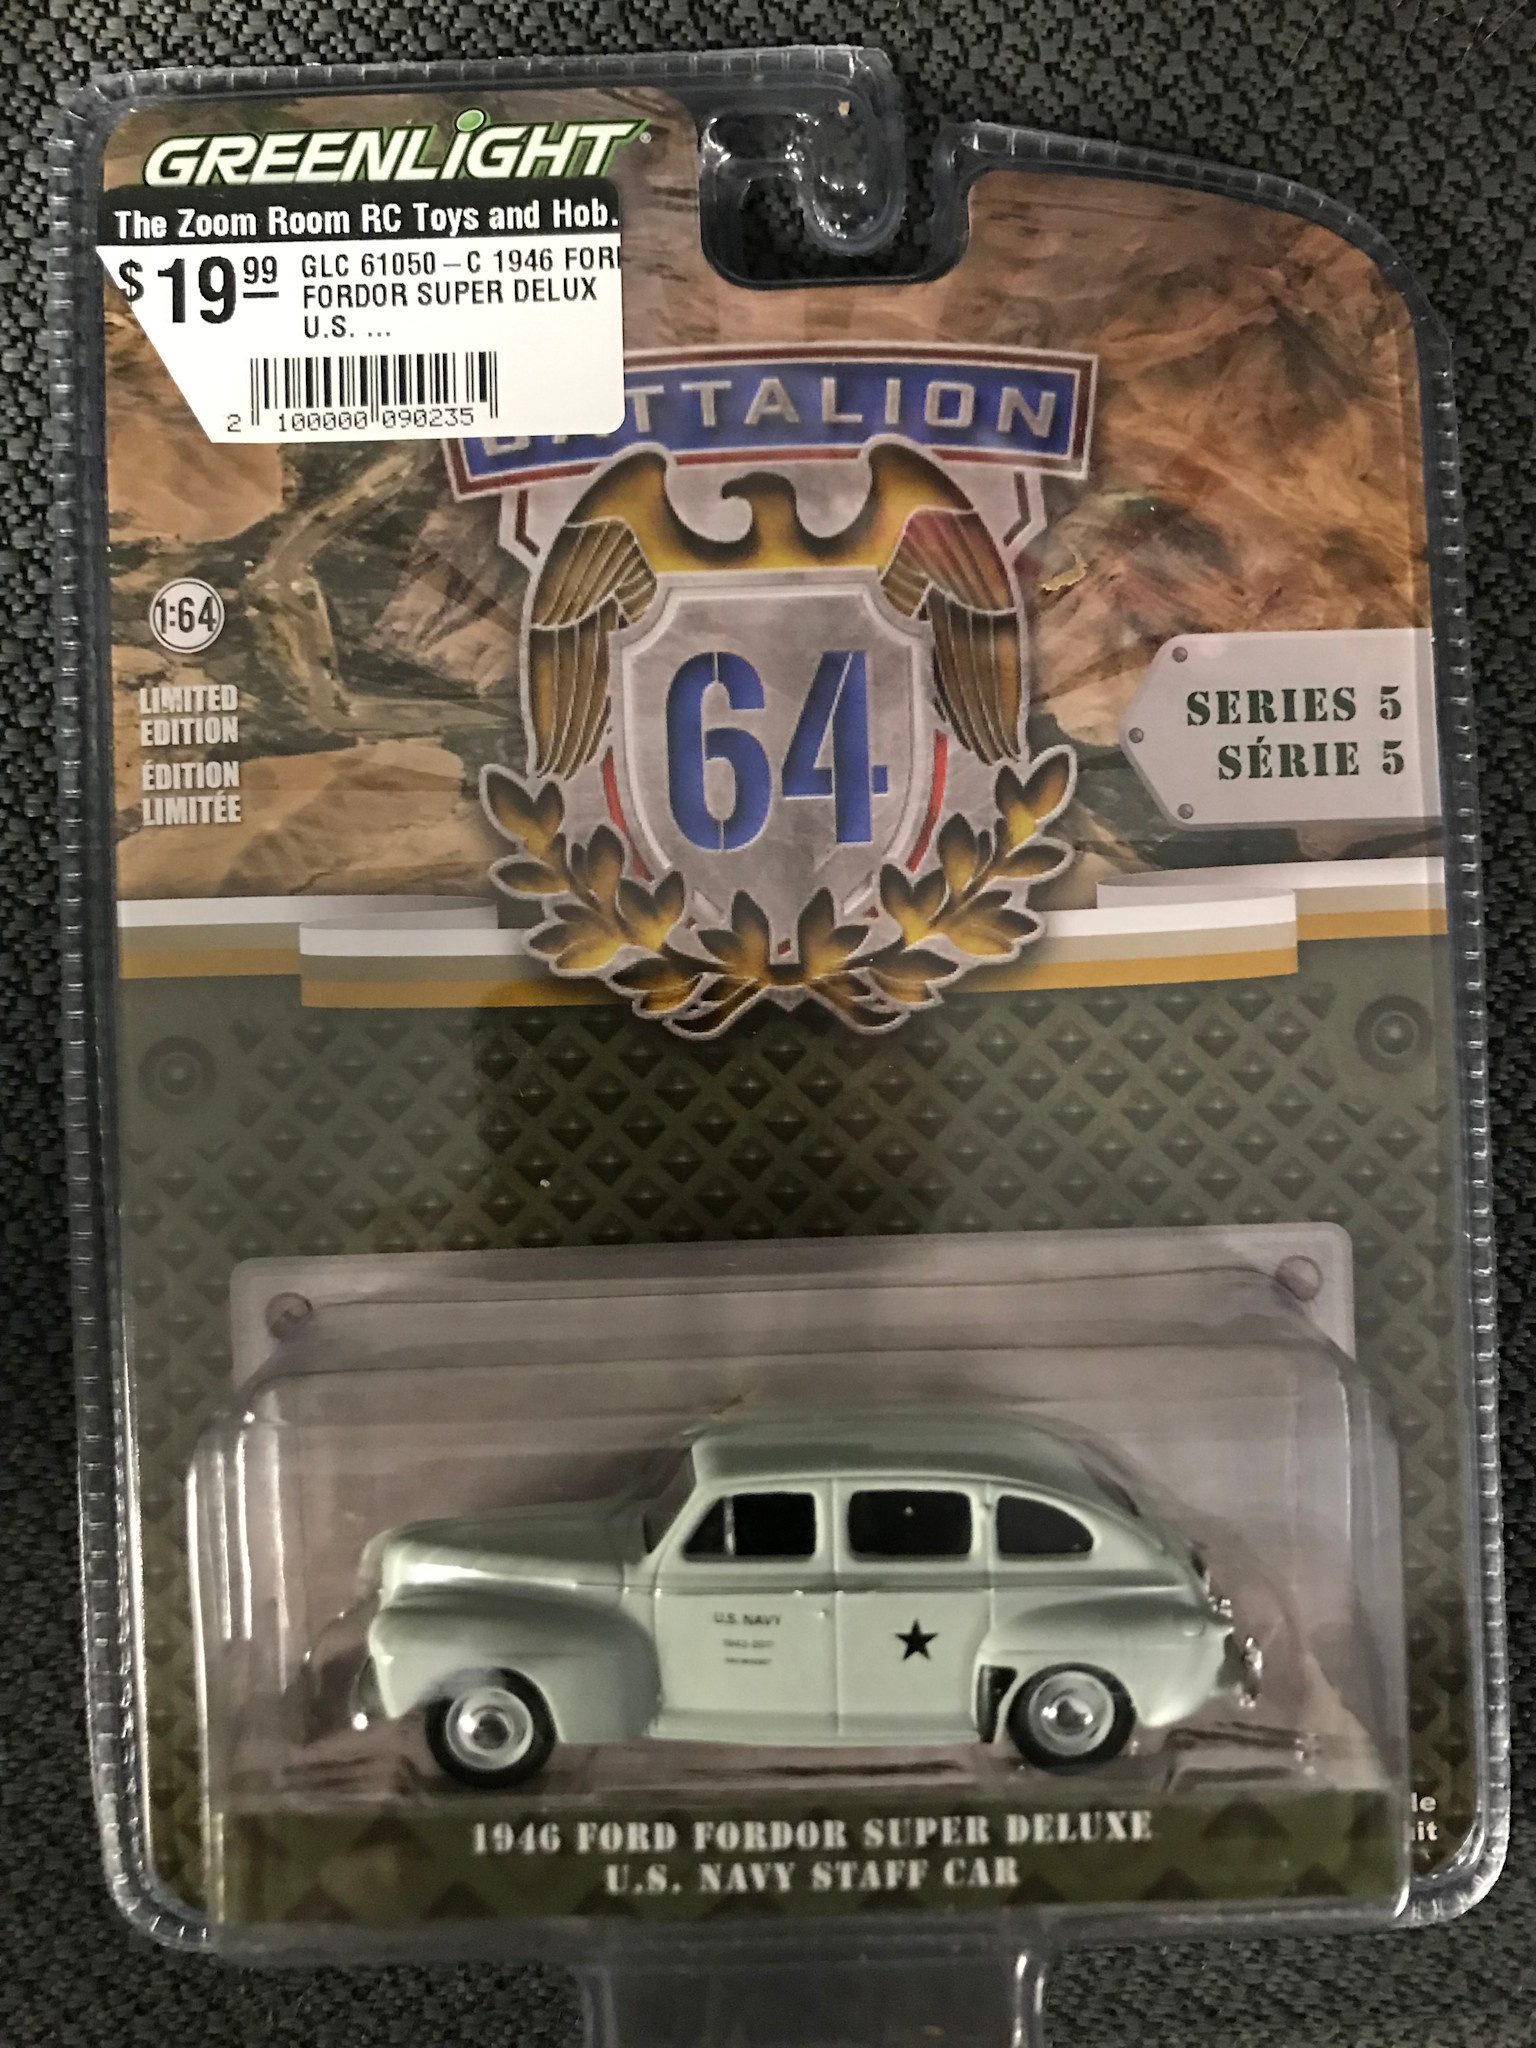 GREENLiGHT®
The Zoom Room RC Toys and Hob.
$19.99
GLC 61050-C 1946 FOR
FORDOR SUPER DELUX
U.S. ...
2 100000 090235
BATTALION
64
1:64
LIMITED
EDITION
ÉDITION
LIMITÉE
SERIES 5
SÉRIE 5
U.S. NAVY
1946 FORD FORDOR SUPER DELUXE
U.S. NAVY STAFF CAR